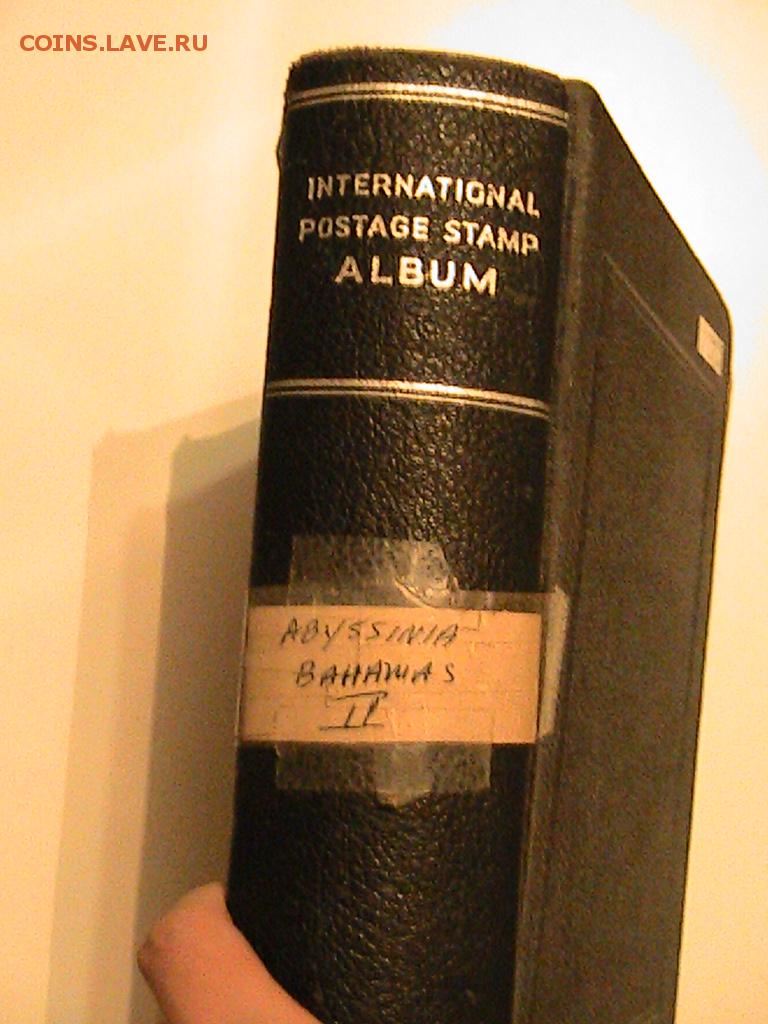 COINS.LAVE.RU
INTERNATIONAL
POSTAGE STAMP
ALBUM
ABYSSINIA
BAHAMAS
II